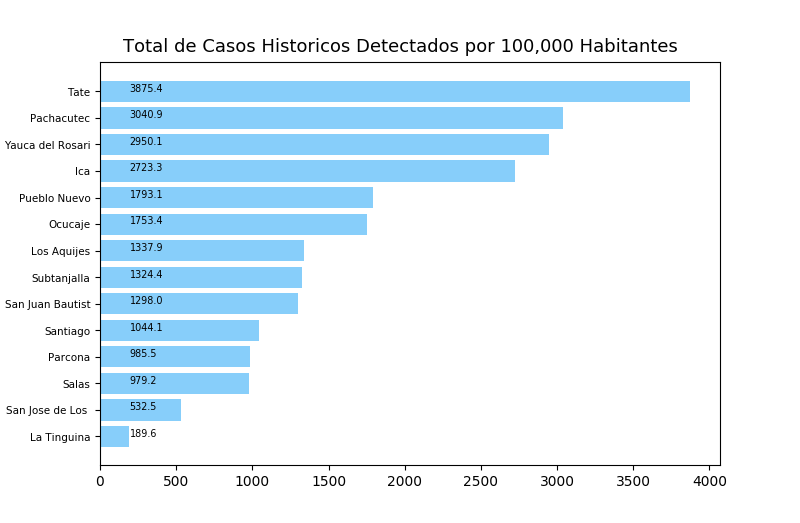 Total de Casos Historicos Detectados por 100,000 Habitantes
Tate 3875.4
Pachacutec 3040.9
Yauca del Rosari 2950.1
Ica 2723.3
Pueblo Nuevo 1793.1
Ocucaje 1753.4
Los Aquijes 1337.9
Subtanjalla 1324.4
San Juan Bautist 1298.0
Santiago 1044.1
Parcona 985.5
Salas 979.2
San Jose de Los 532.5
La Tinguina 189.6
0 500 1000 1500 2000 2500 3000 3500 4000